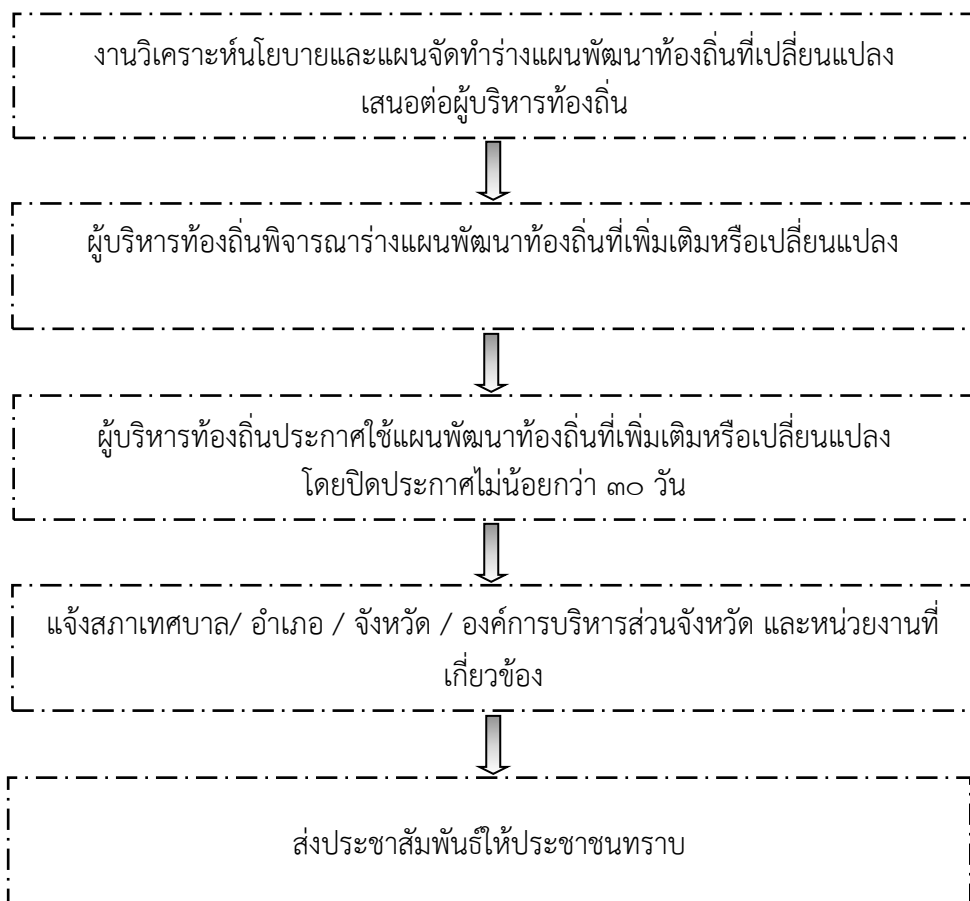 งานวิเคราะห์นโยบายและแผนจัดทำร่างแผนพัฒนาท้องถิ่นที่เปลี่ยนแปลง
เสนอต่อผู้บริหารท้องถิ่น
ผู้บริหารท้องถิ่นพิจารณาร่างแผนพัฒนาท้องถิ่นที่เพิ่มเติมหรือเปลี่ยนแปลง
ผู้บริหารท้องถิ่นประกาศใช้แผนพัฒนาท้องถิ่นที่เพิ่มเติมหรือเปลี่ยนแปลง
โดยปิดประกาศไม่น้อยกว่า ๓๐ วัน
แจ้งสภาเทศบาล/ อำเภอ / จังหวัด / องค์การบริหารส่วนจังหวัด และหน่วยงานที่
เกี่ยวข้อง
ส่งประชาสัมพันธ์ให้ประชาชนทราบ